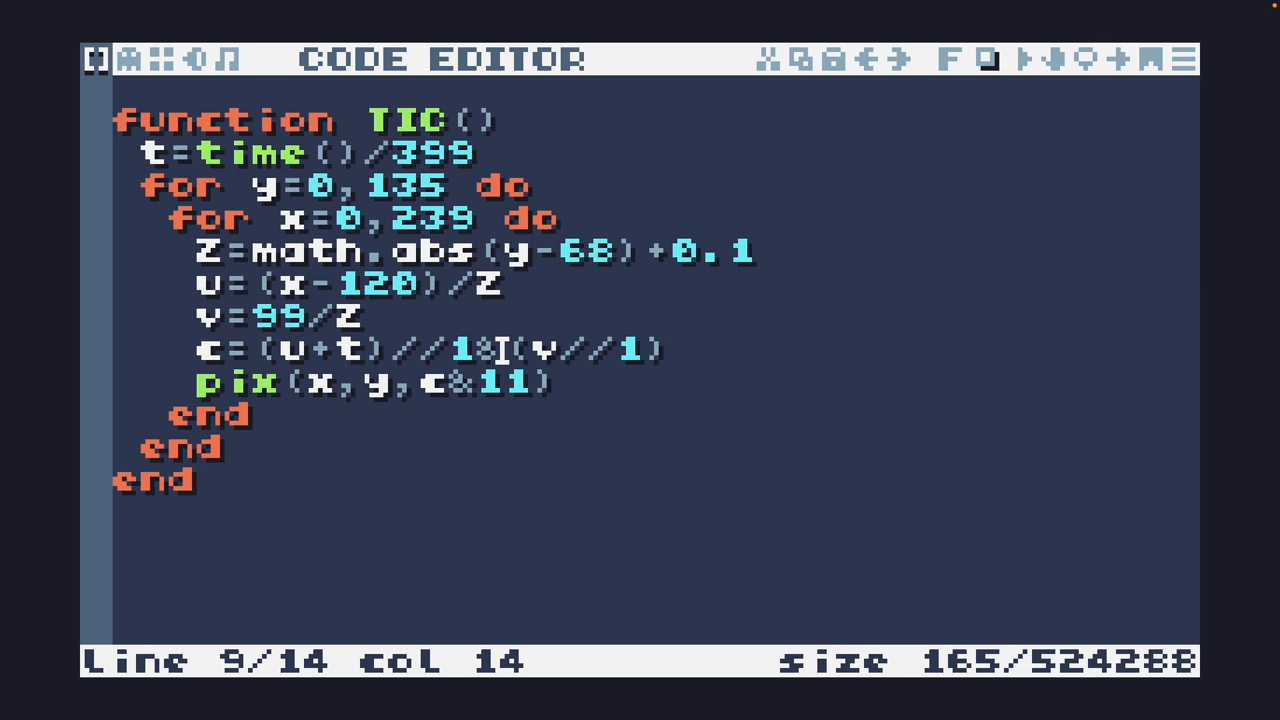 CODE EDITOR
function TIC()
t=time()/399
for y=0,135 do
for x=0,239 do
Z=math.abs(y-68)+0.1
u=(x-120)/Z
v=99/Z
c=(u+t)//1&(v//1)
pix(x,y,c&11)
end
end
end
line 9/14 col 14
size 165/524288